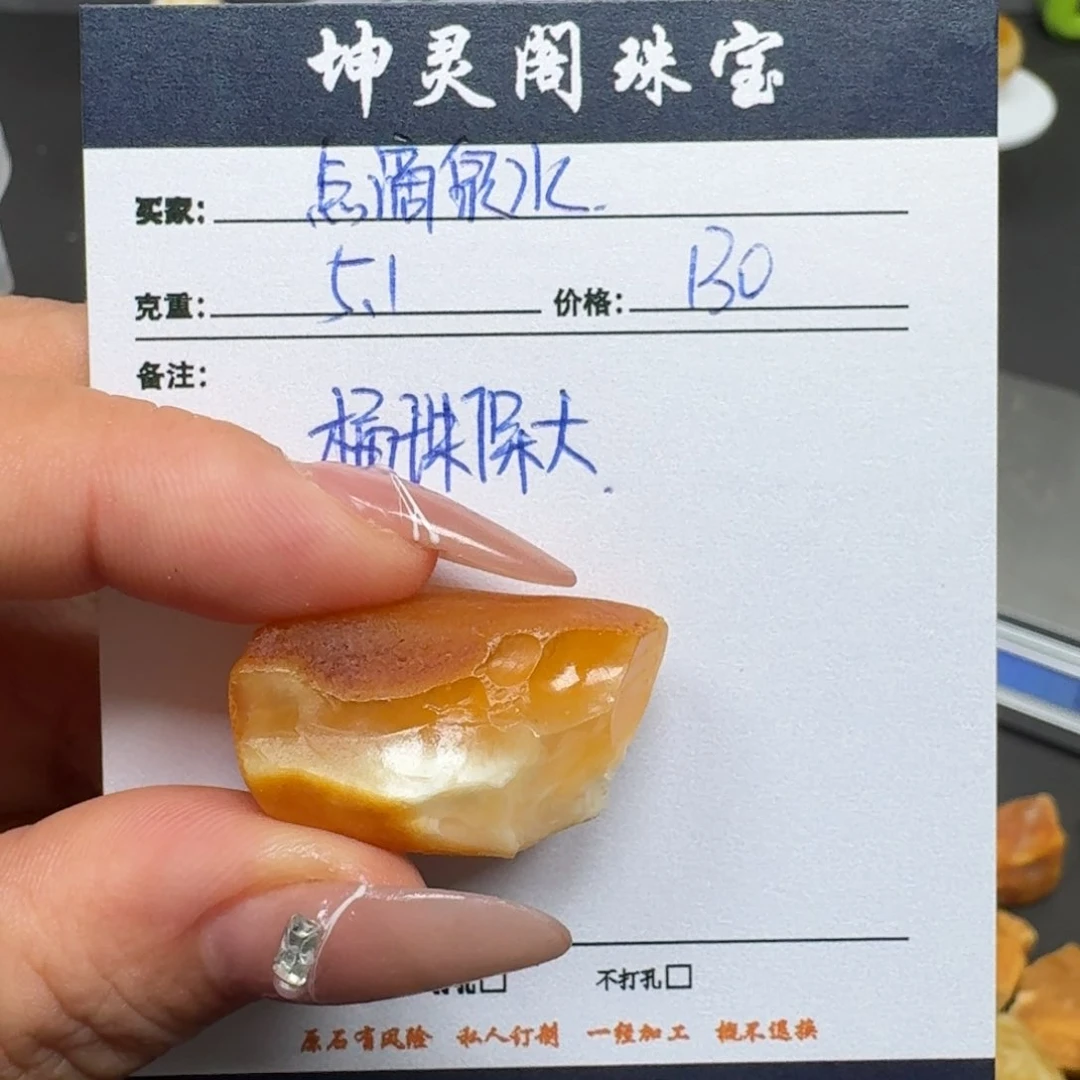 坤灵阁珠宝
买家: 点滴泉水.
克重: 5.1 价格: 130
备注:
橘珠保大.
打孔□ 不打孔□
原石有风险 私人订制 一经加工 概不退换